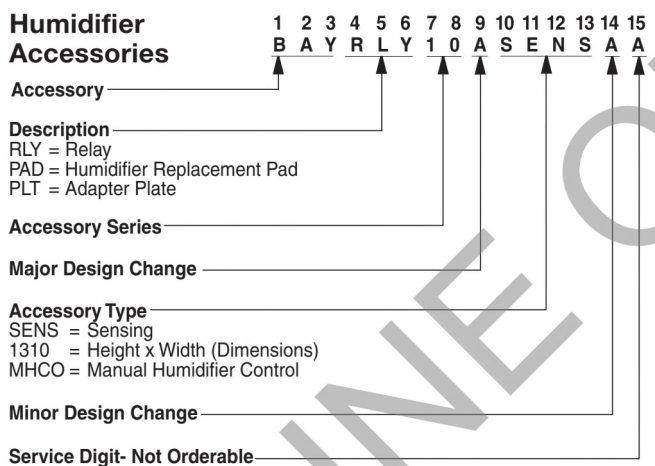 Humidifier
Accessories
1 2 3 4 5 6 7 8 9 10 11 12 13 14 15
B A Y R L Y 1 0 A S E N S A A
Accessory
Description
RLY = Relay
PAD = Humidifier Replacement Pad
PLT = Adapter Plate
Accessory Series
Major Design Change
Accessory Type
SENS = Sensing
1310 = Height x Width (Dimensions)
MHCO = Manual Humidifier Control
Minor Design Change
Service Digit- Not Orderable
INE O